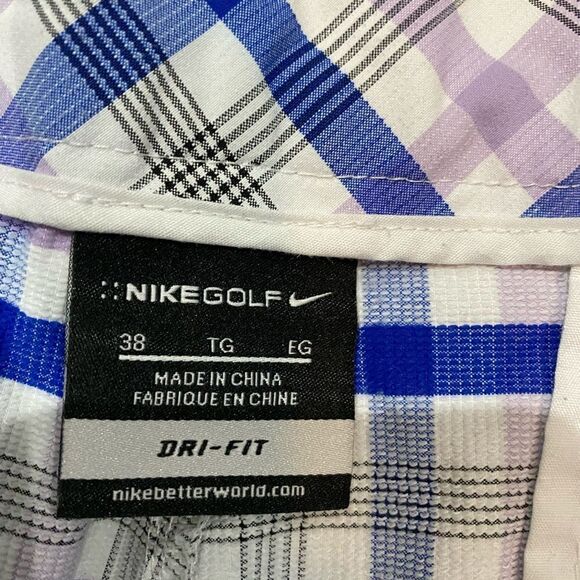 NIKEGOLF
38 TG EG
MADE IN CHINA
FABRIQUE EN CHINE
DRI-FIT
nikebetterworld.com